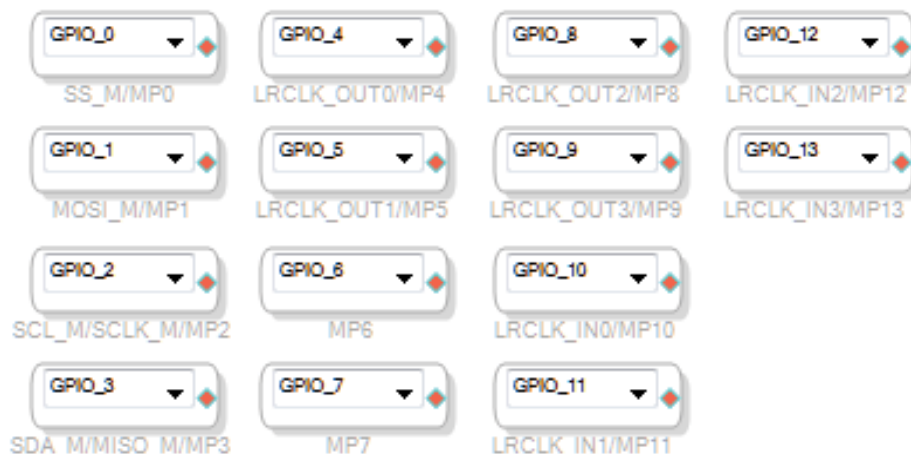 GPIO_0 GPIO_4 GPIO_8 GPIO_12
SS_M/MP0 LRCLK_OUT0/MP4 LRCLK_OUT2/MP8 LRCLK_IN2/MP12
GPIO_1 GPIO_5 GPIO_9 GPIO_13
MOSI_M/MP1 LRCLK_OUT1/MP5 LRCLK_OUT3/MP9 LRCLK_IN3/MP13
GPIO_2 GPIO_6 GPIO_10
SCL_M/SCLK_M/MP2 MP6 LRCLK_IN0/MP10
GPIO_3 GPIO_7 GPIO_11
SDA_M/MISO_M/MP3 MP7 LRCLK_IN1/MP11